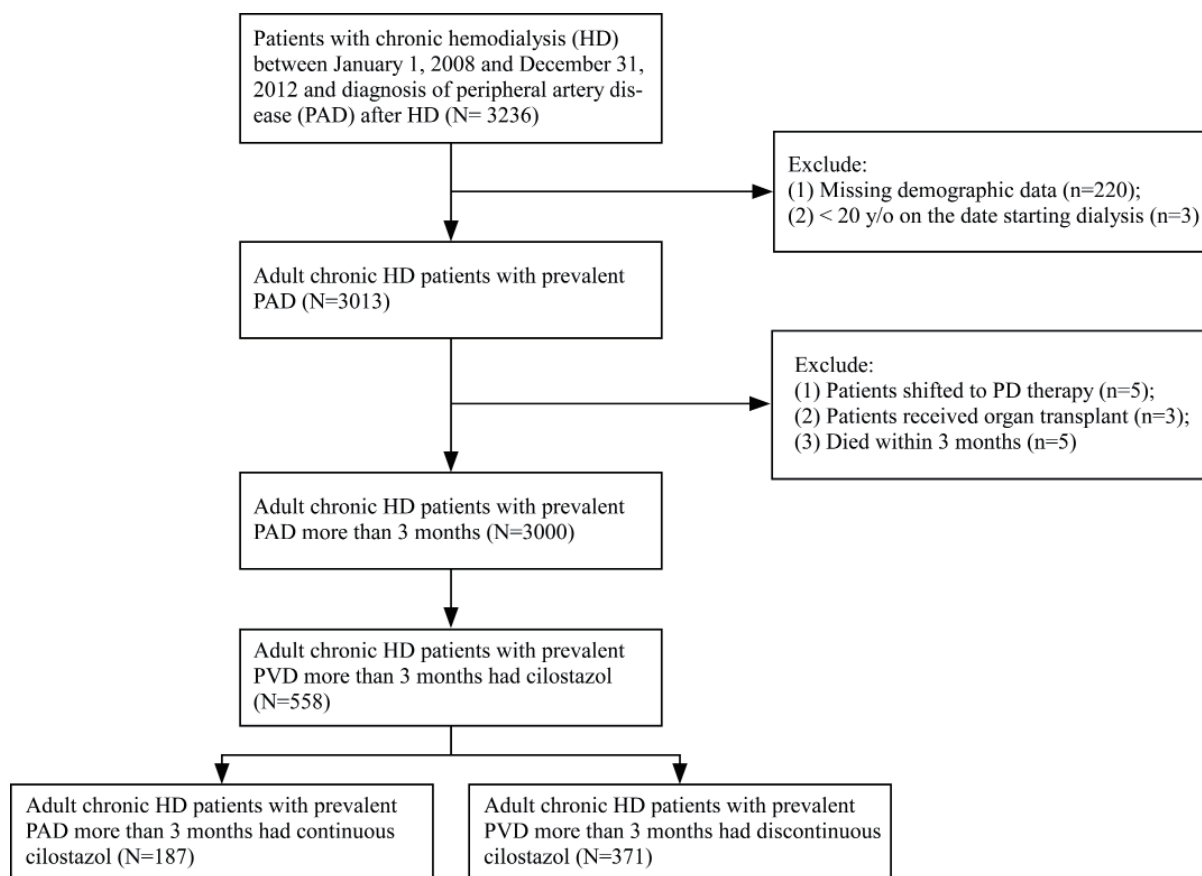 Patients with chronic hemodialysis (HD)
between January 1, 2008 and December 31,
2012 and diagnosis of peripheral artery dis-
ease (PAD) after HD (N= 3236)
Exclude:
(1) Missing demographic data (n=220);
(2) < 20 y/o on the date starting dialysis (n=3)
Adult chronic HD patients with prevalent
PAD (N=3013)
Exclude:
(1) Patients shifted to PD therapy (n=5);
(2) Patients received organ transplant (n=3);
(3) Died within 3 months (n=5)
Adult chronic HD patients with prevalent
PAD more than 3 months (N=3000)
Adult chronic HD patients with prevalent
PVD more than 3 months had cilostazol
(N=558)
Adult chronic HD patients with prevalent
PAD more than 3 months had continuous
cilostazol (N=187)
Adult chronic HD patients with prevalent
PVD more than 3 months had discontinuous
cilostazol (N=371)